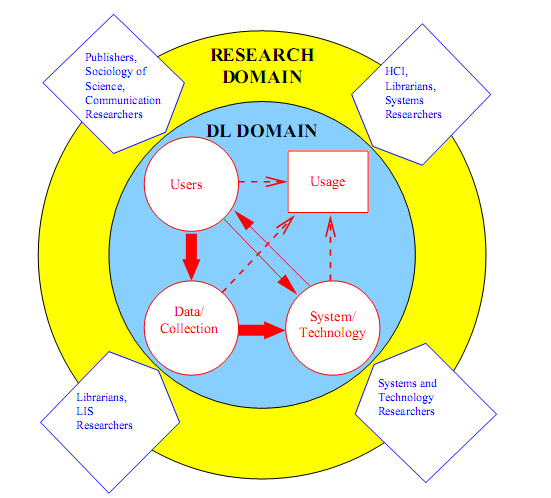 Publishers,
Sociology of
Science,
Communication
Researchers
RESEARCH
DOMAIN
HCI,
Librarians,
Systems
Researchers
DL DOMAIN
Users
Usage
Data/
Collection
System/
Technology
Librarians,
LIS
Researchers
Systems and
Technology
Researchers